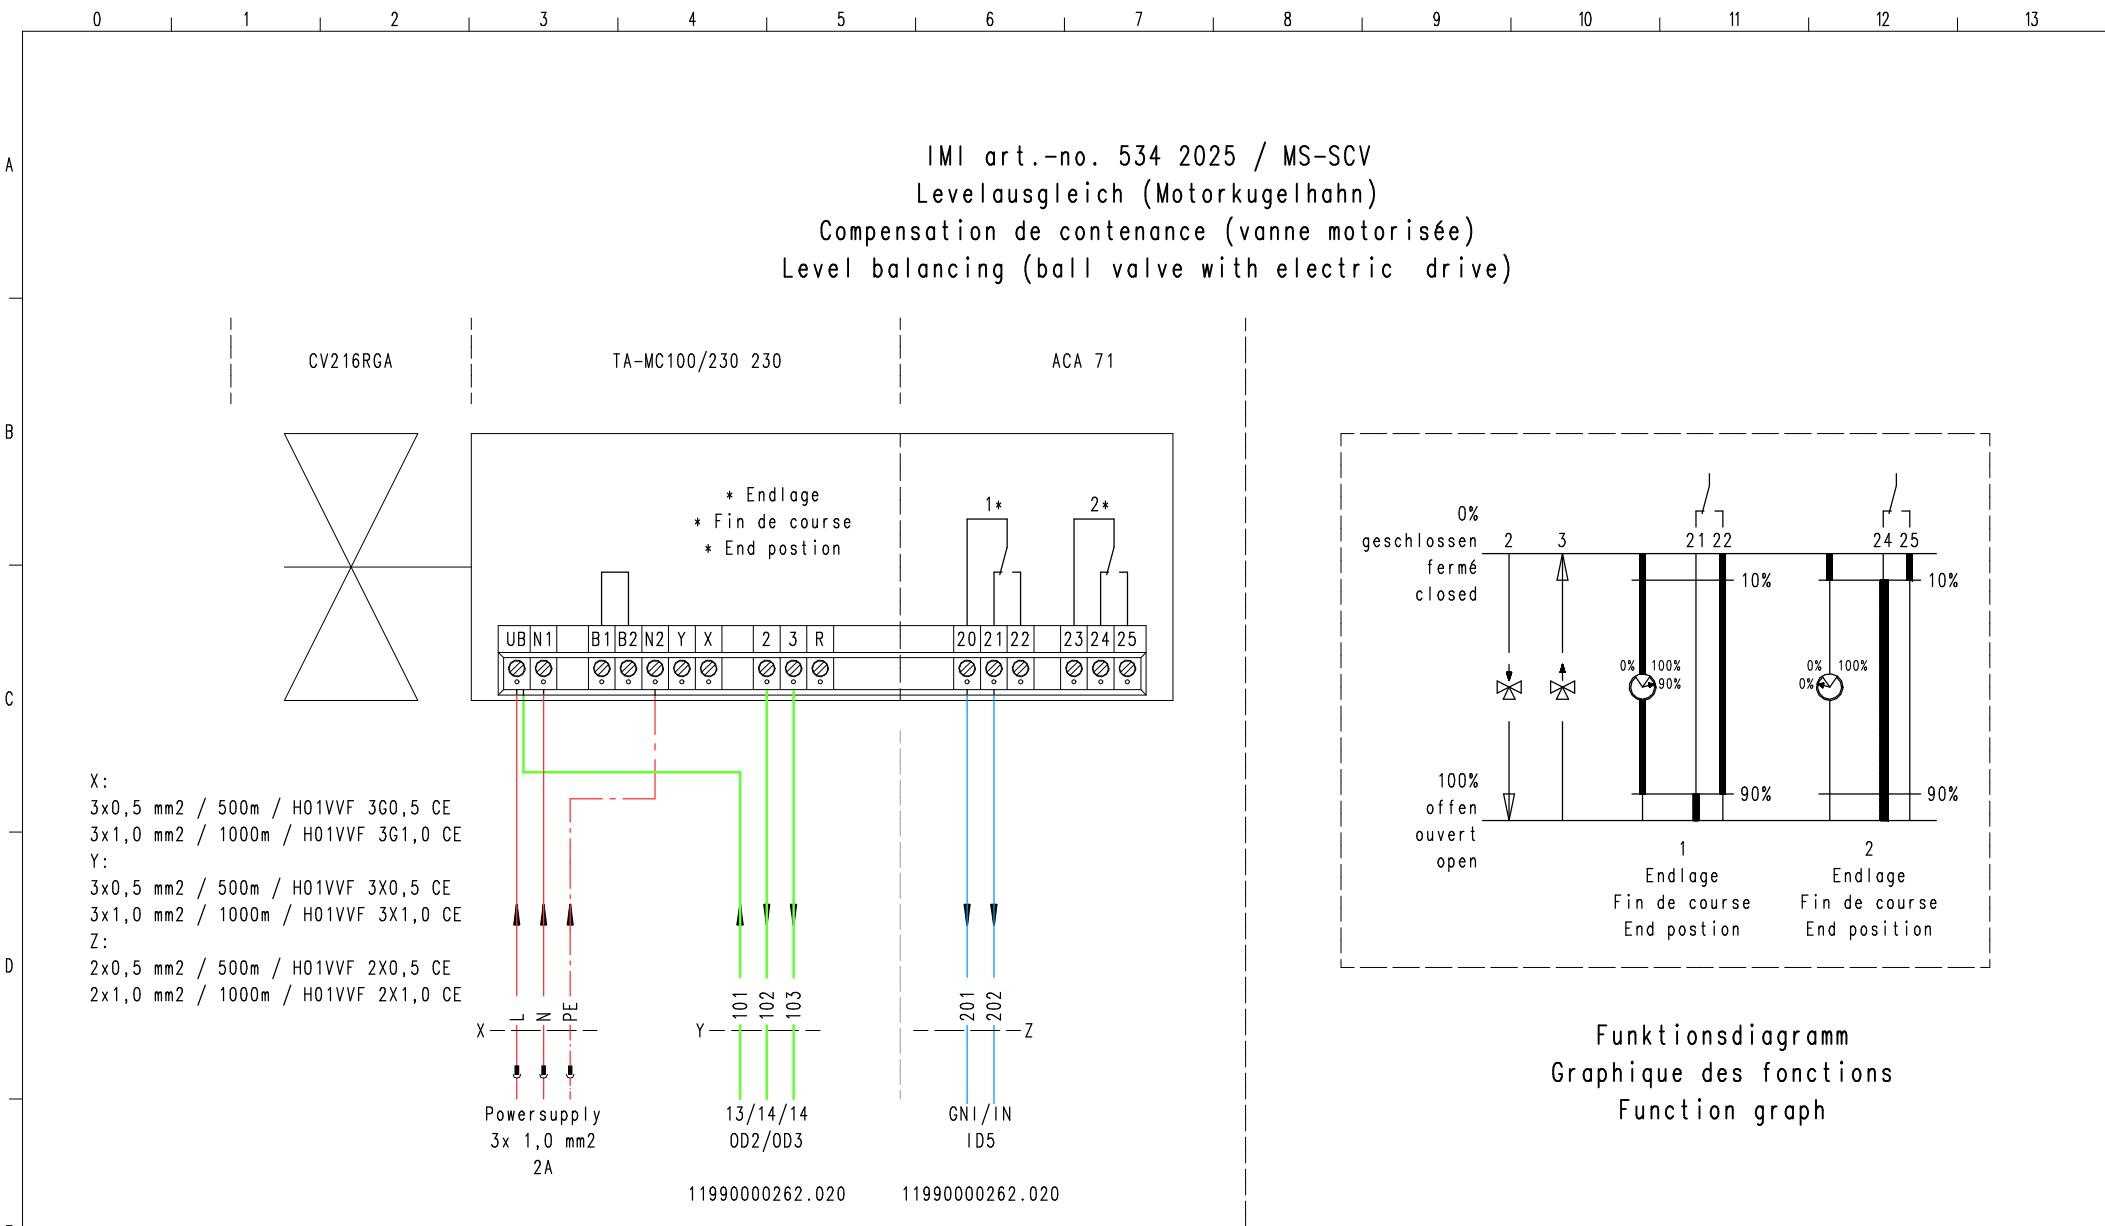 0 1 2 3 4 5 6 7 8 9 10 11 12 13
A
IMI art.-no. 534 2025 / MS-SCV
Levelausgleich (Motorkugelhahn)
Compensation de contenance (vanne motorisée)
Level balancing (ball valve with electric drive)
CV216RGA
TA-MC100/230 230
ACA 71
B
* Endlage
* Fin de course
* End postion
1*
2*
UB N1 B1 B2 N2 Y X 2 3 R 20 21 22 23 24 25
C
X:
3x0,5 mm2 / 500m / H01VVF 3G0,5 CE
3x1,0 mm2 / 1000m / H01VVF 3G1,0 CE
Y:
3x0,5 mm2 / 500m / H01VVF 3X0,5 CE
3x1,0 mm2 / 1000m / H01VVF 3X1,0 CE
Z:
2x0,5 mm2 / 500m / H01VVF 2X0,5 CE
2x1,0 mm2 / 1000m / H01VVF 2X1,0 CE
D
X L N PE
Y 101 102 103
201 202 Z
Powersupply
3x 1,0 mm2
2A
13/14/14
OD2/OD3
GNI/IN
ID5
11990000262.020
11990000262.020
0%
geschlossen
fermé
closed
2 3 21 22 24 25
10%
10%
0% 100%
90%
0% 100%
0%
100%
offen
ouvert
open
90%
90%
1
Endlage
Fin de course
End postion
2
Endlage
Fin de course
End position
Funktionsdiagramm
Graphique des fonctions
Function graph